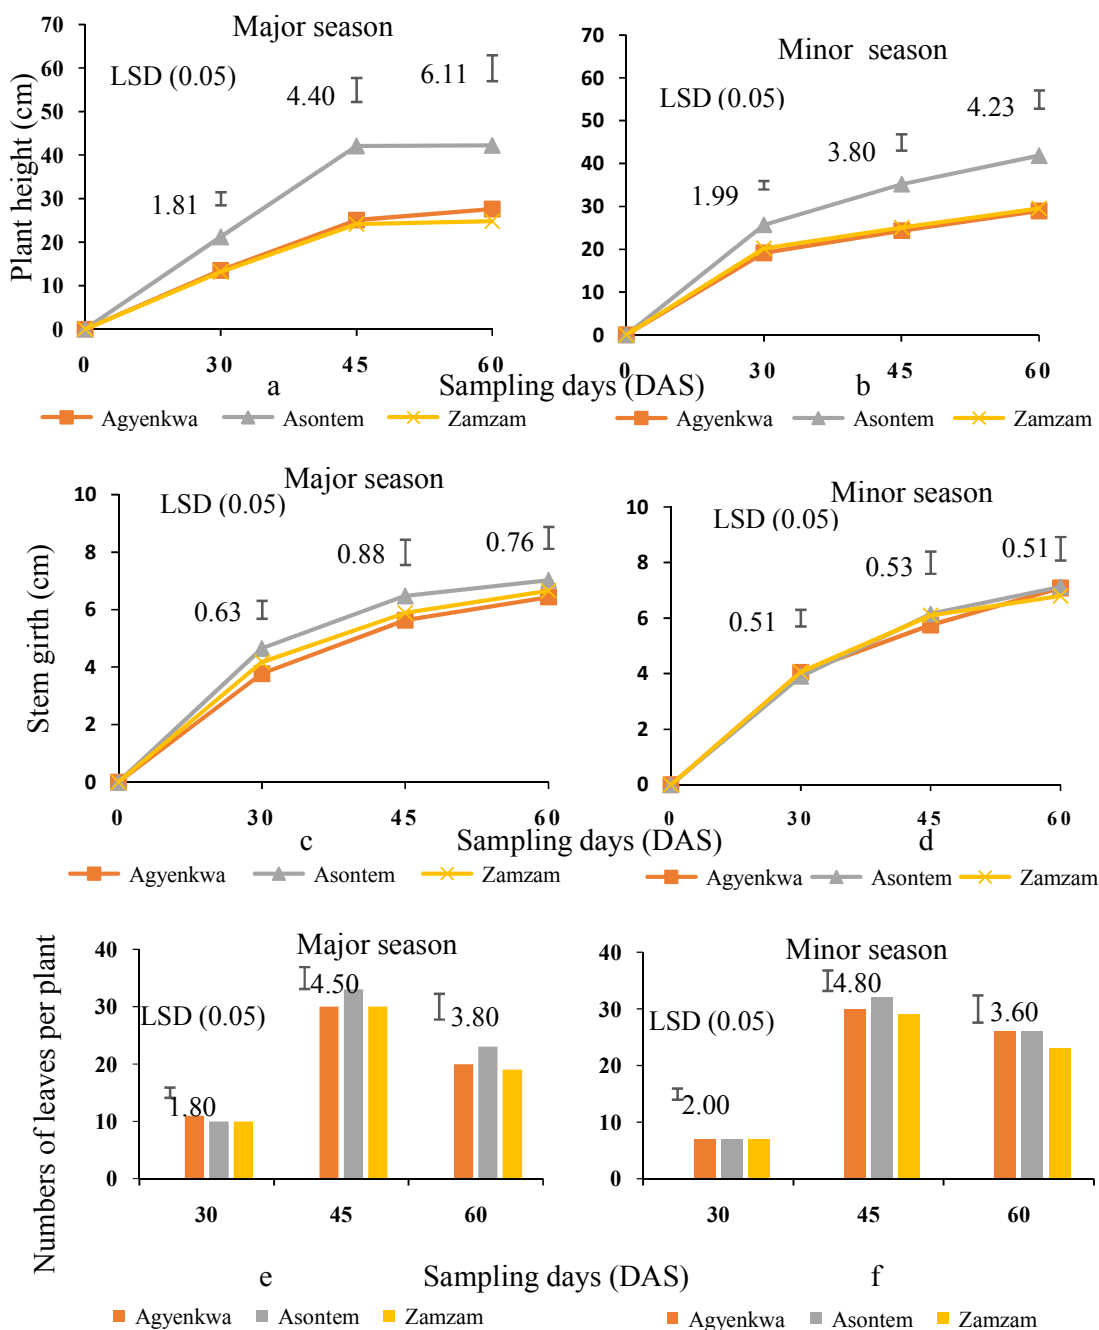 Major season
Minor season
70
60
50
40
30
20
10
0
Plant height (cm)
LSD (0.05)
1.81
4.40
6.11
0 30 45 60
70
60
50
40
30
20
10
0
LSD (0.05)
1.99
3.80
4.23
0 30 45 60
a Sampling days (DAS) b
Agyenkwa Asontem Zamzam
Agyenkwa Asontem Zamzam
Major season
Minor season
10
8
6
4
2
0
Stem girth (cm)
LSD (0.05)
0.63
0.88
0.76
0 30 45 60
10
8
6
4
2
0
LSD (0.05)
0.51
0.53
0.51
0 30 45 60
c Sampling days (DAS) d
Agyenkwa Asontem Zamzam
Agyenkwa Asontem Zamzam
Major season
Minor season
40
30
20
10
0
Numbers of leaves per plant
LSD (0.05)
1.80
4.50
3.80
30 45 60
40
30
20
10
0
LSD (0.05)
2.00
4.80
3.60
30 45 60
e Sampling days (DAS) f
Agyenkwa Asontem Zamzam
Agyenkwa Asontem Zamzam